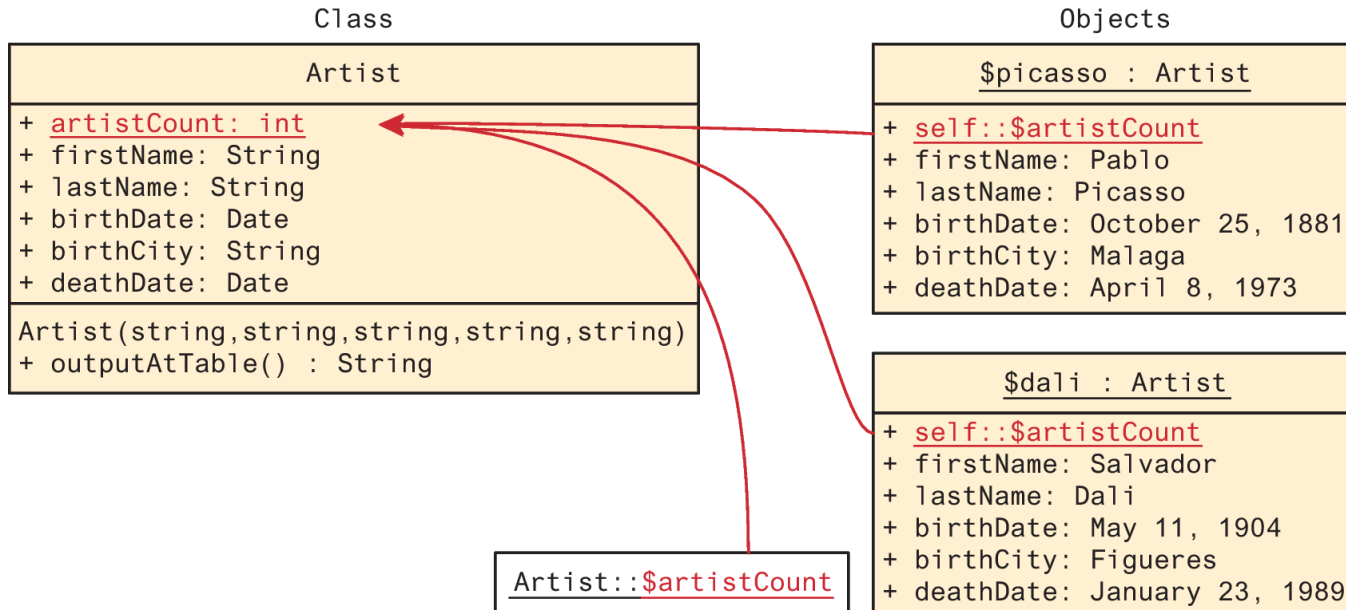 Class
Artist
+ artistCount: int
+ firstName: String
+ lastName: String
+ birthDate: Date
+ birthCity: String
+ deathDate: Date
Artist(string,string,string,string,string)
+ outputAtTable() : String
Objects
$picasso : Artist
+ self::$artistCount
+ firstName: Pablo
+ lastName: Picasso
+ birthDate: October 25, 1881
+ birthCity: Malaga
+ deathDate: April 8, 1973
$dali : Artist
+ self::$artistCount
+ firstName: Salvador
+ lastName: Dali
+ birthDate: May 11, 1904
+ birthCity: Figueres
+ deathDate: January 23, 1989
Artist::$artistCount